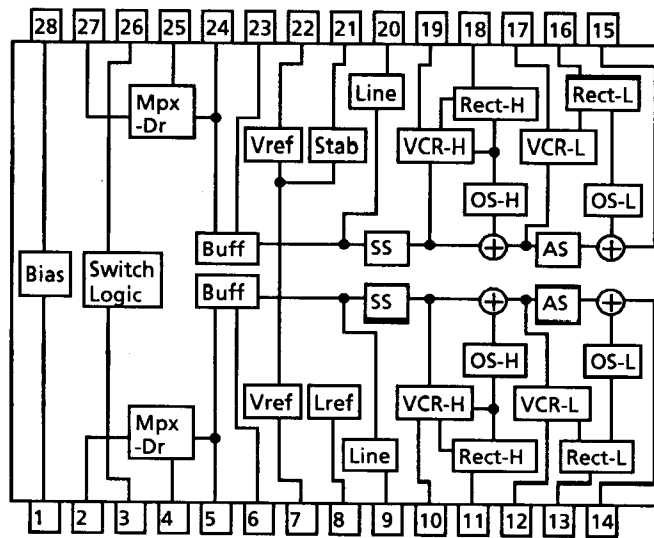 28 27 26 25 24 23 22 21 20 19 18 17 16 15
Line Rect-H Rect-L
Mpx
-Dr
Vref Stab VCR-H VCR-L
OS-H OS-L
Buff SS + AS +
Bias Switch
Logic
Buff SS + AS +
OS-H OS-L
Vref Lref VCR-H VCR-L
Mpx
-Dr
Line Rect-H Rect-L
1 2 3 4 5 6 7 8 9 10 11 12 13 14